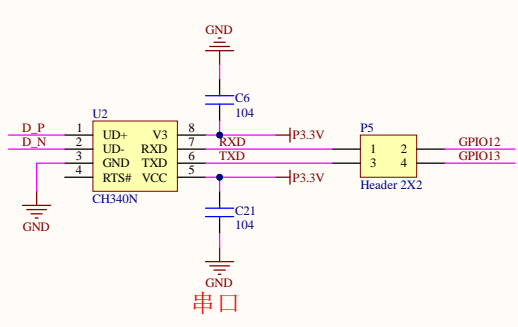 GND
C6
104
U2
D_P 1 UD+ V3 8 P3.3V
D_N 2 UD- RXD 7 RXD
3 GND TXD 6 TXD
4 RTS# VCC 5 P3.3V
CH340N
GND
P5
1 2 GPIO12
3 4 GPIO13
Header 2X2
C21
104
GND
串口